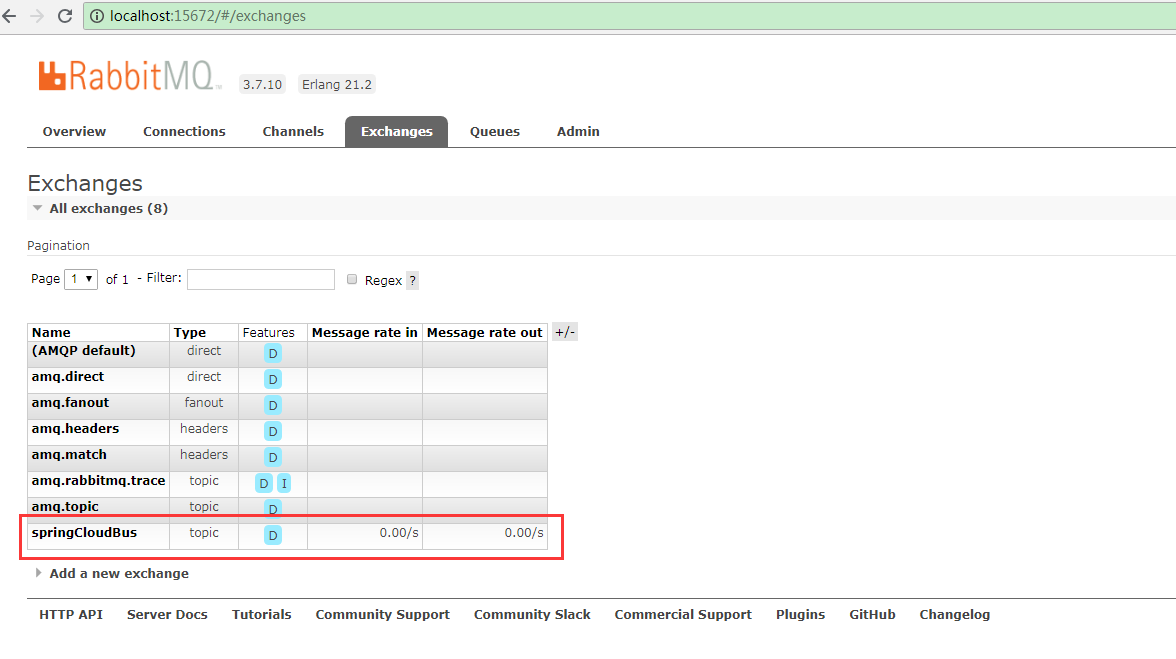 localhost:15672/#/exchanges
RabbitMQ™ 3.7.10 Erlang 21.2
Overview Connections Channels Exchanges Queues Admin
Exchanges
All exchanges (8)
Pagination
Page 1 of 1 - Filter: Regex ?
Name Type Features Message rate in Message rate out +/-
(AMQP default) direct D
amq.direct direct D
amq.fanout fanout D
amq.headers headers D
amq.match headers D
amq.rabbitmq.trace topic D I
amq.topic topic D
springCloudBus topic D 0.00/s 0.00/s
Add a new exchange
HTTP API Server Docs Tutorials Community Support Community Slack Commercial Support Plugins GitHub Changelog